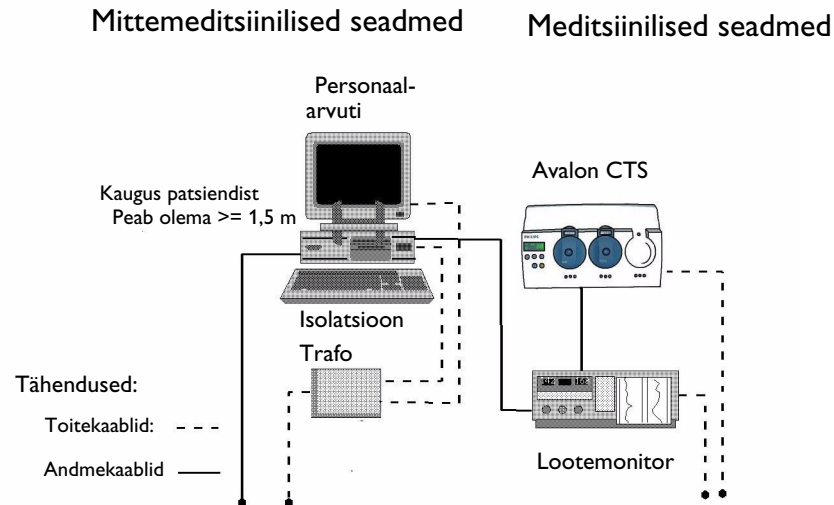 Mittemeditsiinilised seadmed
Meditsiinilised seadmed
Personaal-
arvuti
Avalon CTS
Kaugus patsiendist
Peab olema >= 1,5 m
Isolatsioon
Trafo
Tähendused:
Toitekaablid:
Andmekaablid
Lootemonitor